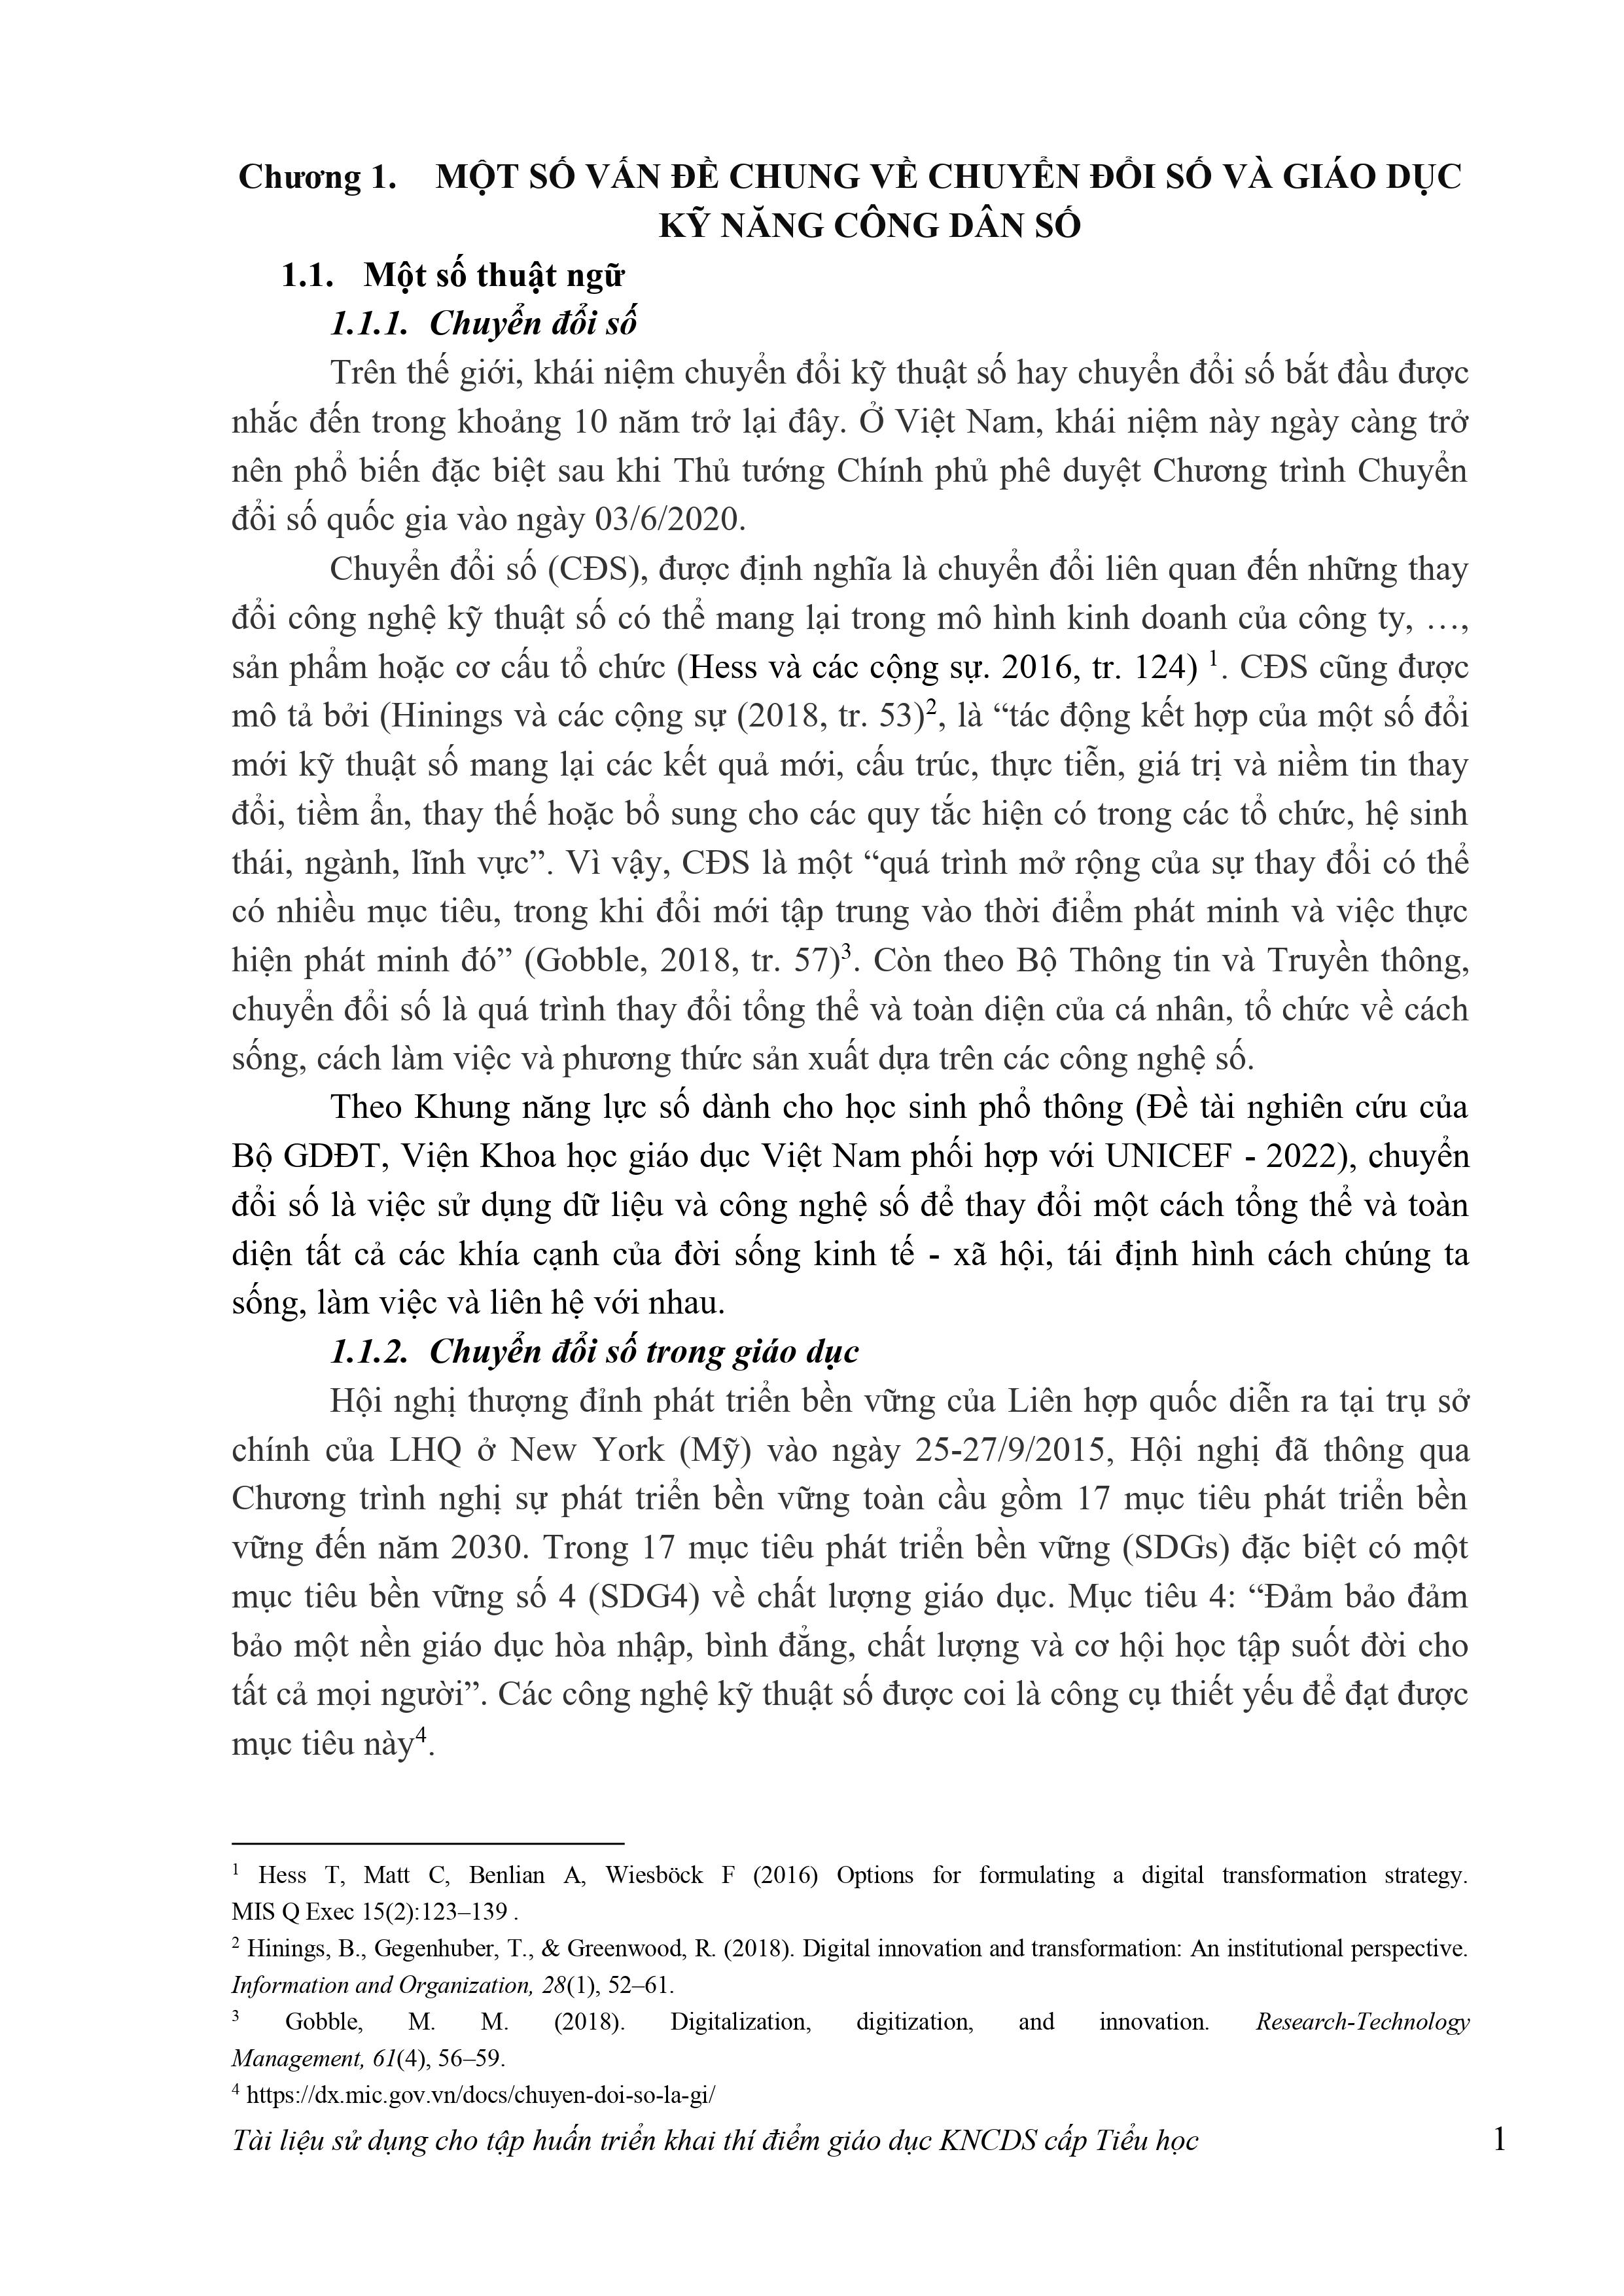 Chương 1. MỘT SỐ VẤN ĐỀ CHUNG VỀ CHUYỂN ĐỔI SỐ VÀ GIÁO DỤC
KỸ NĂNG CÔNG DÂN SỐ
1.1. Một số thuật ngữ
1.1.1. Chuyển đổi số
Trên thế giới, khái niệm chuyển đổi kỹ thuật số hay chuyển đổi số bắt đầu được
nhắc đến trong khoảng 10 năm trở lại đây. Ở Việt Nam, khái niệm này ngày càng trở
nên phổ biến đặc biệt sau khi Thủ tướng Chính phủ phê duyệt Chương trình Chuyển
đổi số quốc gia vào ngày 03/6/2020.
Chuyển đổi số (CĐS), được định nghĩa là chuyển đổi liên quan đến những thay
đổi công nghệ kỹ thuật số có thể mang lại trong mô hình kinh doanh của công ty, …,
sản phẩm hoặc cơ cấu tổ chức (Hess và các cộng sự. 2016, tr. 124) 1. CĐS cũng được
mô tả bởi (Hinings và các cộng sự (2018, tr. 53)2, là “tác động kết hợp của một số đổi
mới kỹ thuật số mang lại các kết quả mới, cấu trúc, thực tiễn, giá trị và niềm tin thay
đổi, tiềm ẩn, thay thế hoặc bổ sung cho các quy tắc hiện có trong các tổ chức, hệ sinh
thái, ngành, lĩnh vực”. Vì vậy, CĐS là một “quá trình mở rộng của sự thay đổi có thể
có nhiều mục tiêu, trong khi đổi mới tập trung vào thời điểm phát minh và việc thực
hiện phát minh đó” (Gobble, 2018, tr. 57)3. Còn theo Bộ Thông tin và Truyền thông,
chuyển đổi số là quá trình thay đổi tổng thể và toàn diện của cá nhân, tổ chức về cách
sống, cách làm việc và phương thức sản xuất dựa trên các công nghệ số.
Theo Khung năng lực số dành cho học sinh phổ thông (Đề tài nghiên cứu của
Bộ GDĐT, Viện Khoa học giáo dục Việt Nam phối hợp với UNICEF - 2022), chuyển
đổi số là việc sử dụng dữ liệu và công nghệ số để thay đổi một cách tổng thể và toàn
diện tất cả các khía cạnh của đời sống kinh tế - xã hội, tái định hình cách chúng ta
sống, làm việc và liên hệ với nhau.
1.1.2. Chuyển đổi số trong giáo dục
Hội nghị thượng đỉnh phát triển bền vững của Liên hợp quốc diễn ra tại trụ sở
chính của LHQ ở New York (Mỹ) vào ngày 25-27/9/2015, Hội nghị đã thông qua
Chương trình nghị sự phát triển bền vững toàn cầu gồm 17 mục tiêu phát triển bền
vững đến năm 2030. Trong 17 mục tiêu phát triển bền vững (SDGs) đặc biệt có một
mục tiêu bền vững số 4 (SDG4) về chất lượng giáo dục. Mục tiêu 4: “Đảm bảo đảm
bảo một nền giáo dục hòa nhập, bình đẳng, chất lượng và cơ hội học tập suốt đời cho
tất cả mọi người”. Các công nghệ kỹ thuật số được coi là công cụ thiết yếu để đạt được
mục tiêu này4.
1 Hess T, Matt C, Benlian A, Wiesböck F (2016) Options for formulating a digital transformation strategy.
MIS Q Exec 15(2):123–139 .
2 Hinings, B., Gegenhuber, T., & Greenwood, R. (2018). Digital innovation and transformation: An institutional perspective.
Information and Organization, 28(1), 52–61.
3 Gobble, M. M. (2018). Digitalization, digitization, and innovation. Research-Technology
Management, 61(4), 56–59.
4 https://dx.mic.gov.vn/docs/chuyen-doi-so-la-gi/
Tài liệu sử dụng cho tập huấn triển khai thí điểm giáo dục KNCDS cấp Tiểu học 1